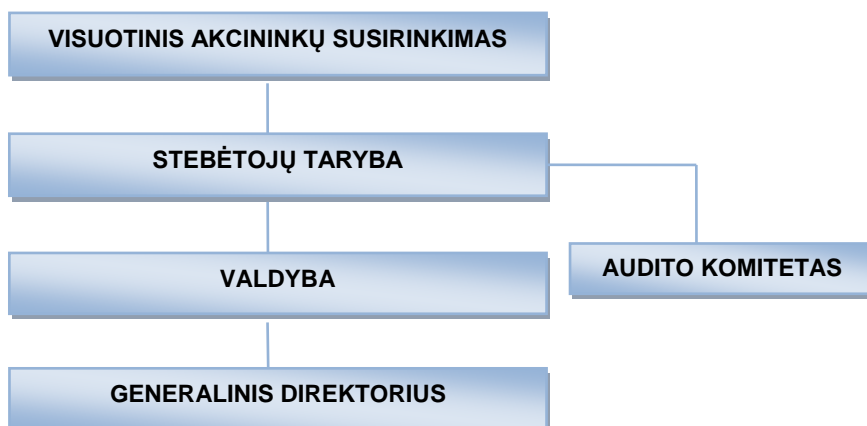 VISUOTINIS AKCININKŲ SUSIRINKIMAS
STEBĖTOJŲ TARYBA
VALDYBA
AUDITO KOMITETAS
GENERALINIS DIREKTORIUS